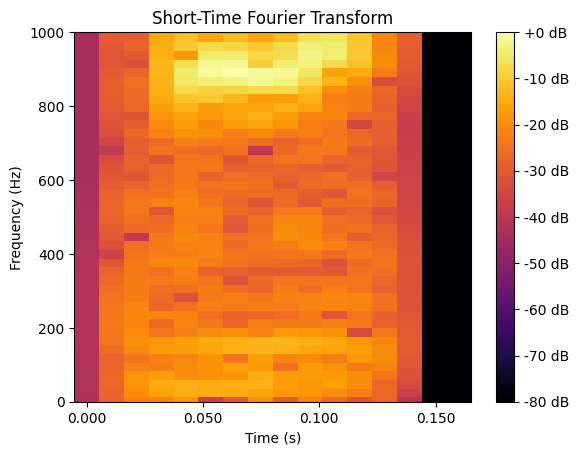 Short-Time Fourier Transform
1000
800
600
400
200
0
Frequency (Hz)
0.000
0.050
0.100
0.150
Time (s)
+0 dB
-10 dB
-20 dB
-30 dB
-40 dB
-50 dB
-60 dB
-70 dB
-80 dB